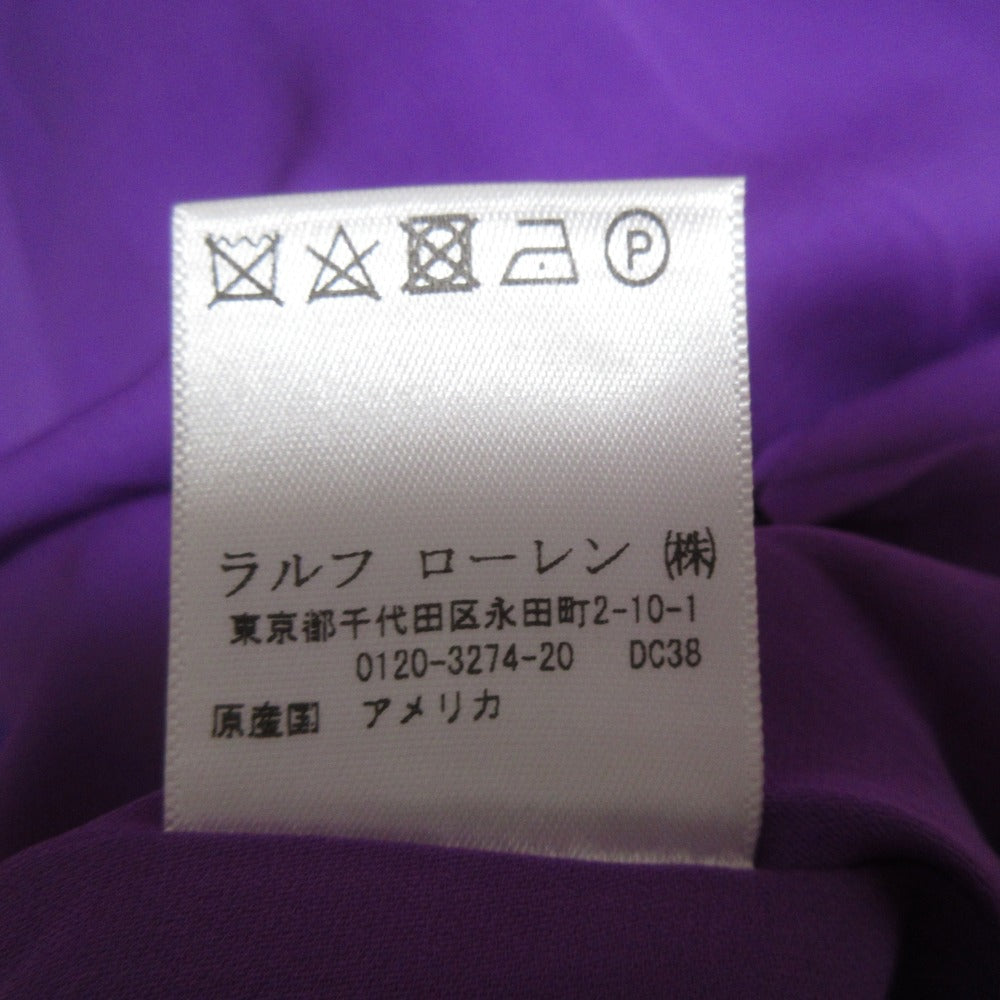 P
ラルフ ローレン ㈱
東京都千代田区永田町2-10-1
0120-3274-20 DC38
原産国 アメリカ